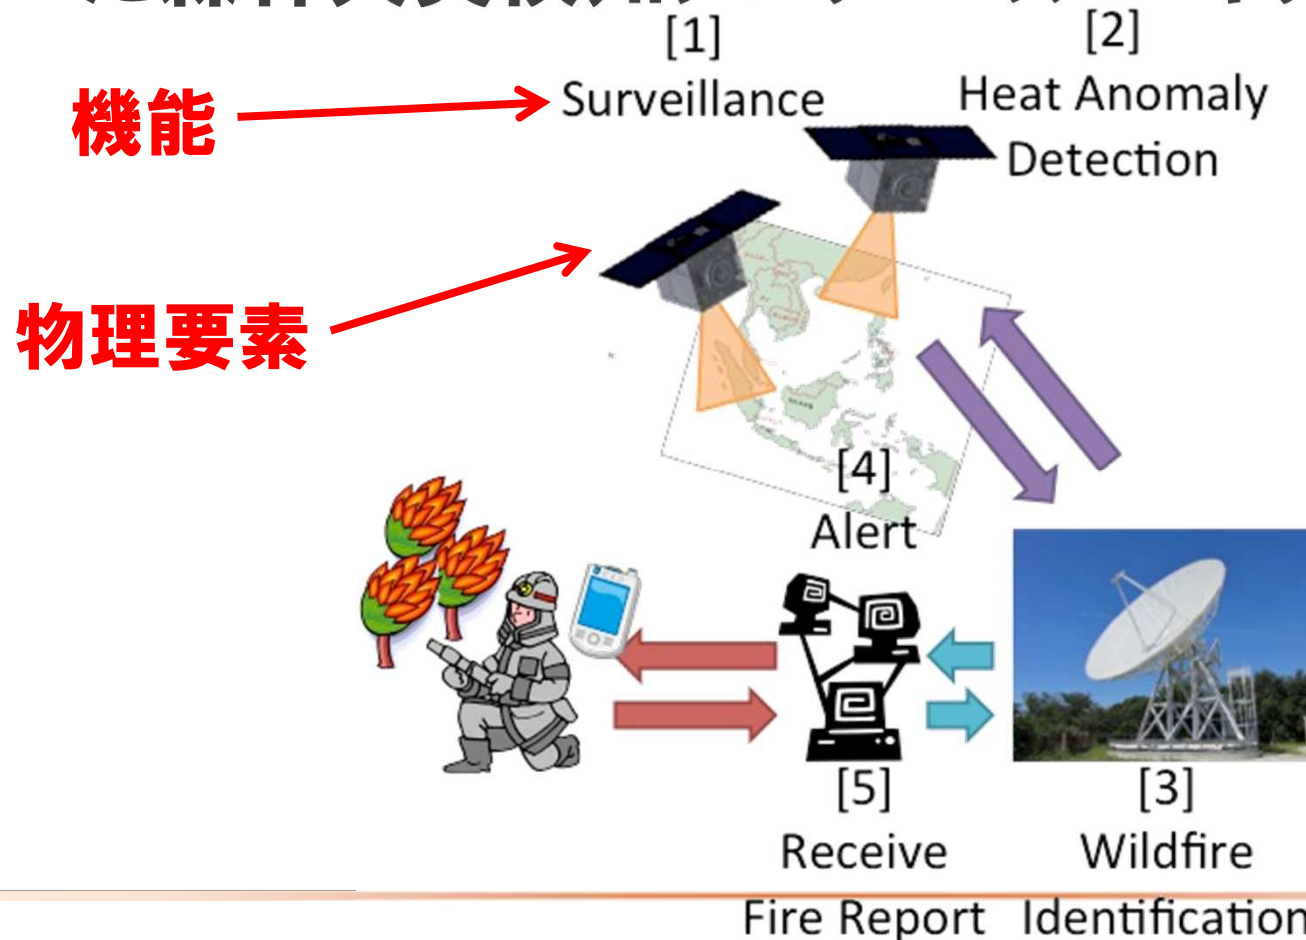 [1]
[2]
機能
Surveillance
Heat Anomaly
Detection
物理要素
[4]
Alert
[5]
Receive
Fire Report
[3]
Wildfire
Identification